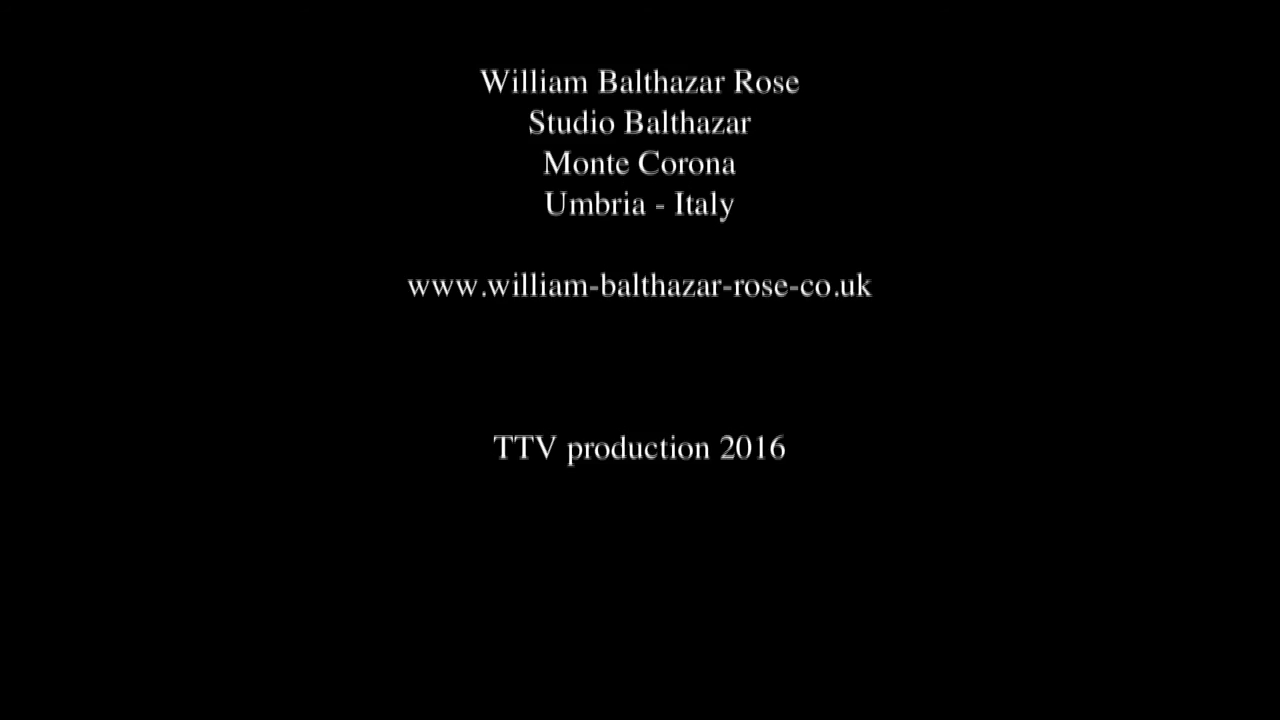 William Balthazar Rose
Studio Balthazar
Monte Corona
Umbria - Italy
www.william-balthazar-rose-co.uk
TTV production 2016